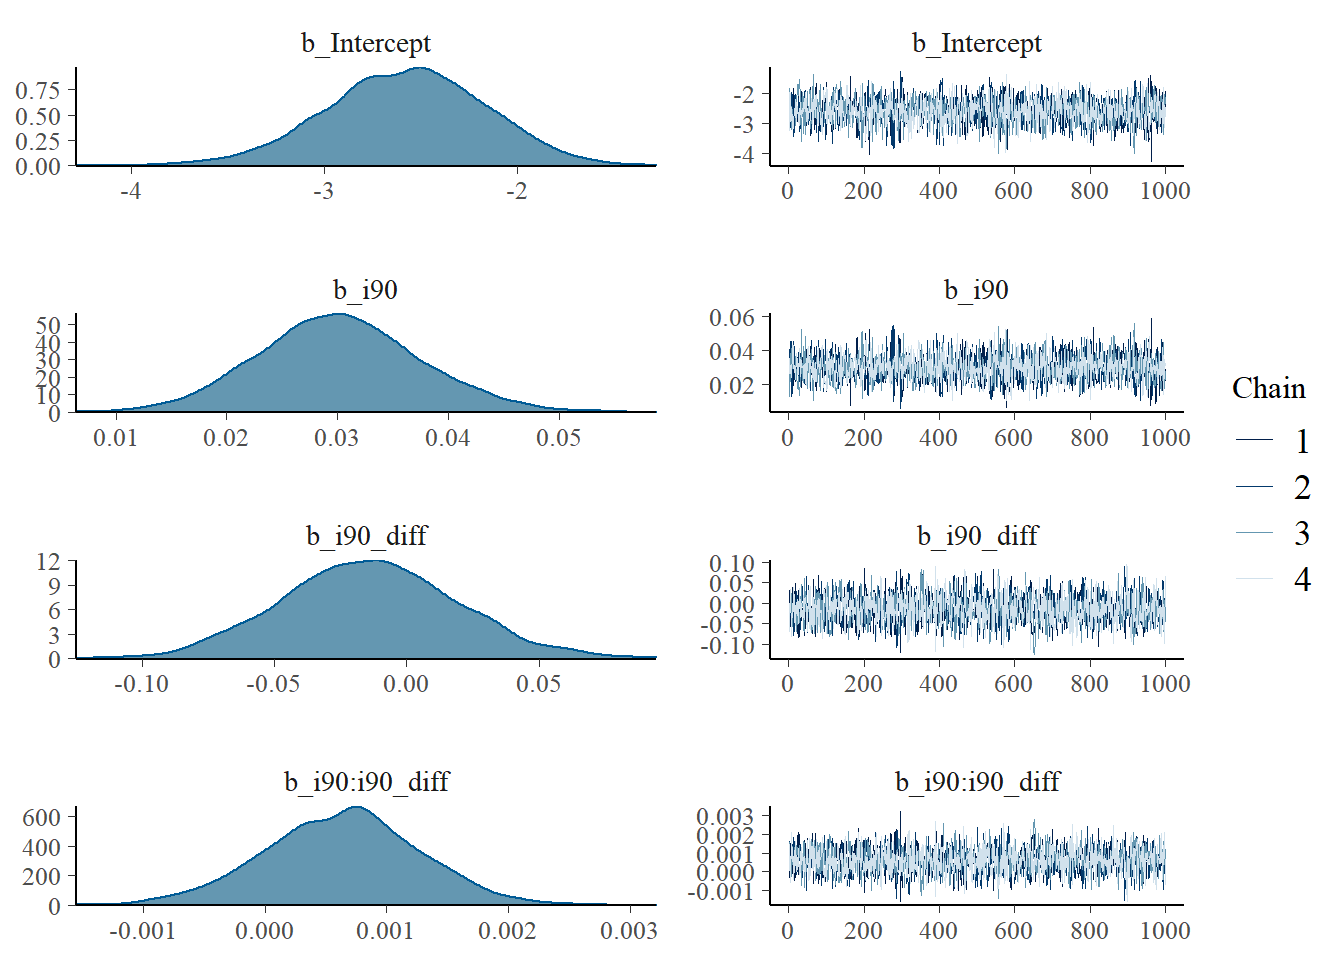 b_Intercept
b_Intercept
0.75
0.50
0.25
0.00
-4 -3 -2
-2
-3
-4
0 200 400 600 800 1000
b_i90
b_i90
50
40
30
20
10
0
0.01 0.02 0.03 0.04 0.05
0.06
0.04
0.02
0 200 400 600 800 1000
Chain
1
2
3
4
b_i90_diff
b_i90_diff
12
9
6
3
0
-0.10 -0.05 0.00 0.05
0.10
0.05
0.00
-0.05
-0.10
0 200 400 600 800 1000
b_i90:i90_diff
b_i90:i90_diff
600
400
200
0
-0.001 0.000 0.001 0.002 0.003
0.003
0.002
0.001
0.000
-0.001
0 200 400 600 800 1000